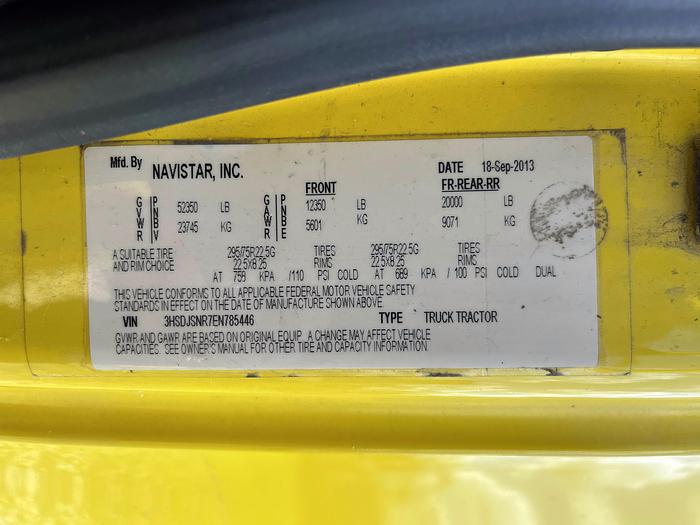 Mfd. By NAVISTAR, INC. DATE 18-Sep-2013
FRONT FR-REAR-RR
GVWR PNBV 52350 LB GAWR PNBE 12350 LB 20000 LB
23745 KG 5601 KG 9071 KG
A SUITABLE TIRE 295/75R22.5G TIRES 295/75R22.5G TIRES
AND RIM CHOICE 22.5x8.25 RIMS 22.5x8.25 RIMS
AT 758 KPA /110 PSI COLD AT 689 KPA / 100 PSI COLD DUAL
THIS VEHICLE CONFORMS TO ALL APPLICABLE FEDERAL MOTOR VEHICLE SAFETY
STANDARDS IN EFFECT ON THE DATE OF MANUFACTURE SHOWN ABOVE
VIN 3HSDJSNR7EN785446 TYPE TRUCK TRACTOR
GVWR AND GAWR ARE BASED ON ORIGINAL EQUIP. A CHANGE MAY AFFECT VEHICLE
CAPACITIES. SEE OWNER'S MANUAL FOR OTHER TIRE AND CAPACITY INFORMATION